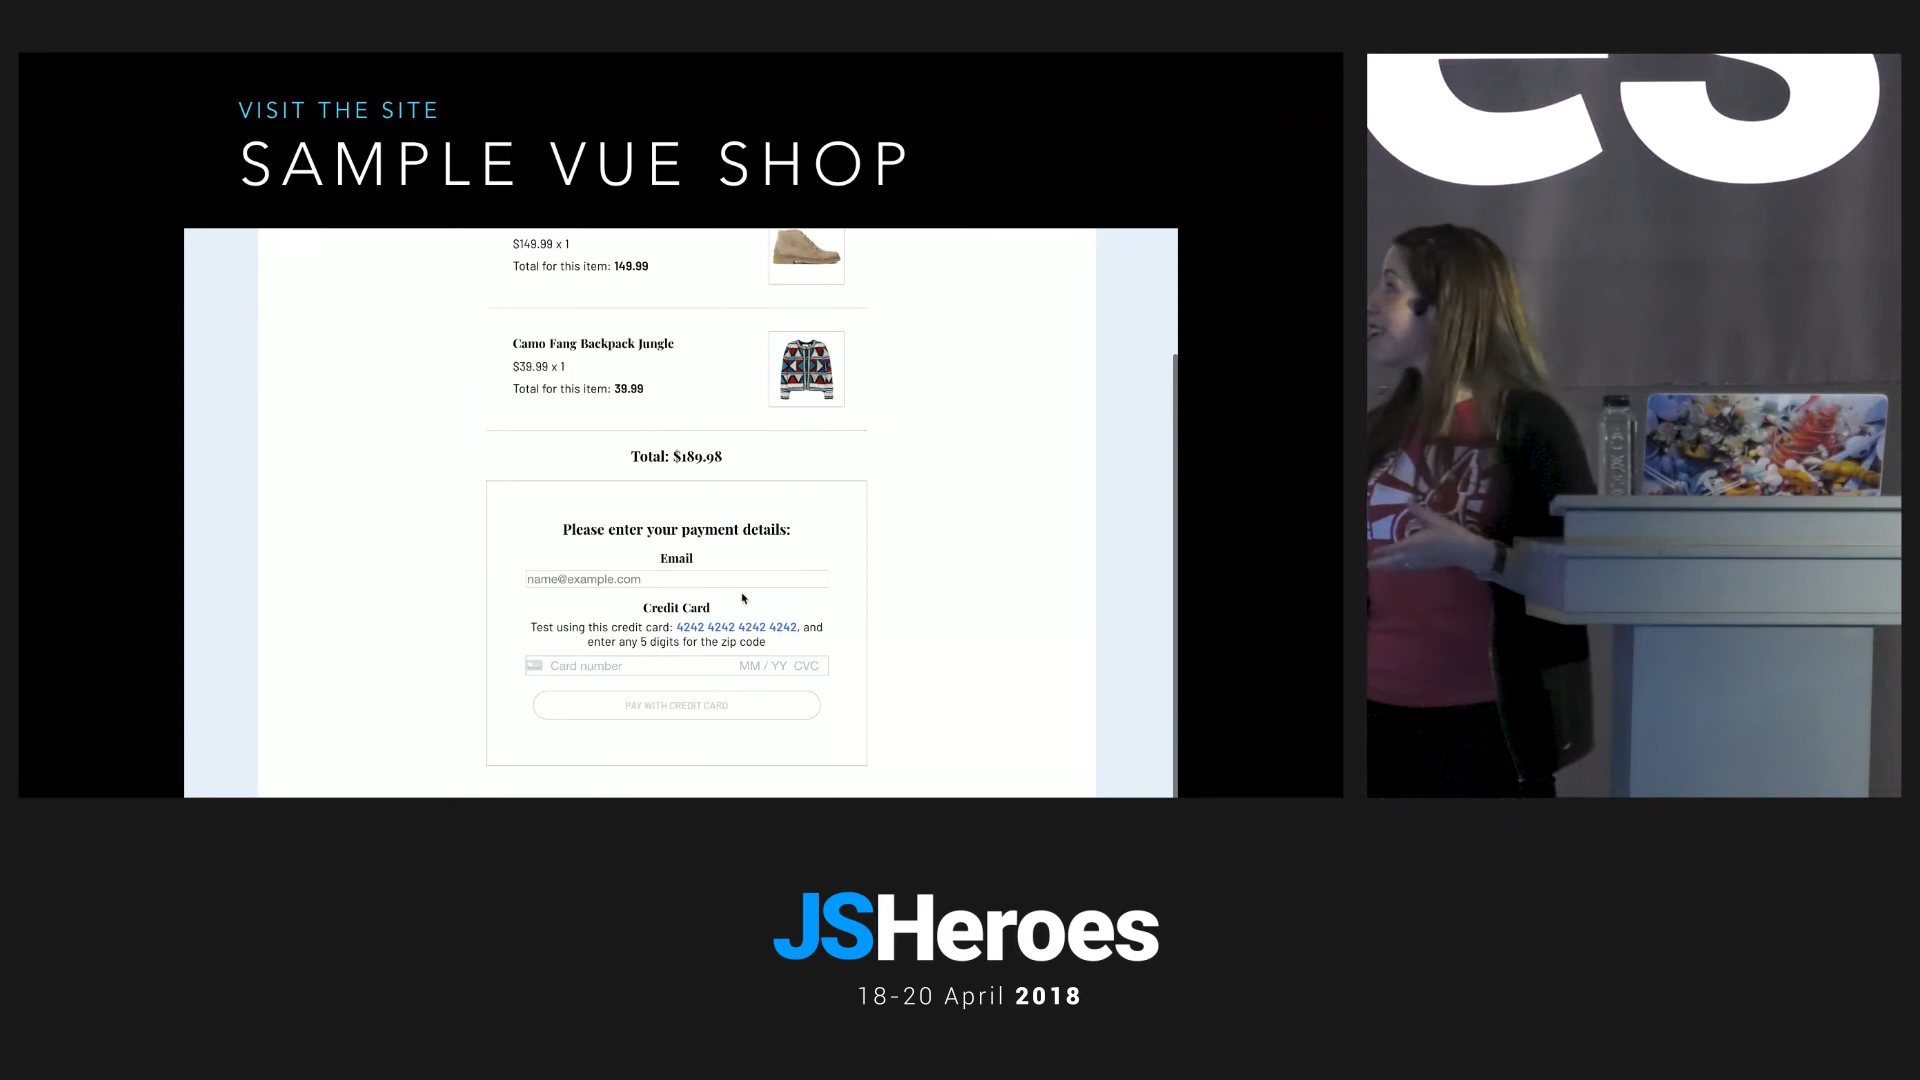 VISIT THE SITE
SAMPLE VUE SHOP
$149.99 x 1
Total for this item: 149.99
Camo Fang Backpack Jungle
$39.99 x 1
Total for this item: 39.99
Total: $189.98
Please enter your payment details:
Email
name@example.com
Credit Card
Test using this credit card: 4242 4242 4242 4242, and
enter any 5 digits for the zip code
Card number MM / YY CVC
PAY WITH CREDIT CARD
es
JSHeroes
18-20 April 2018